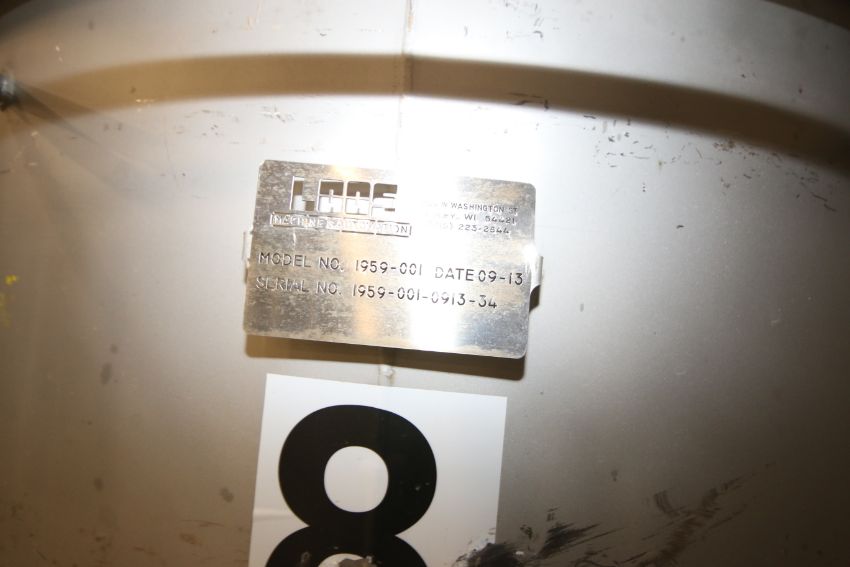 WASHINGTON ST
WI 54421
223-2844
MODEL NO. 1959-001 DATE 09-13
SERIAL NO. 1959-001-0913-34
8